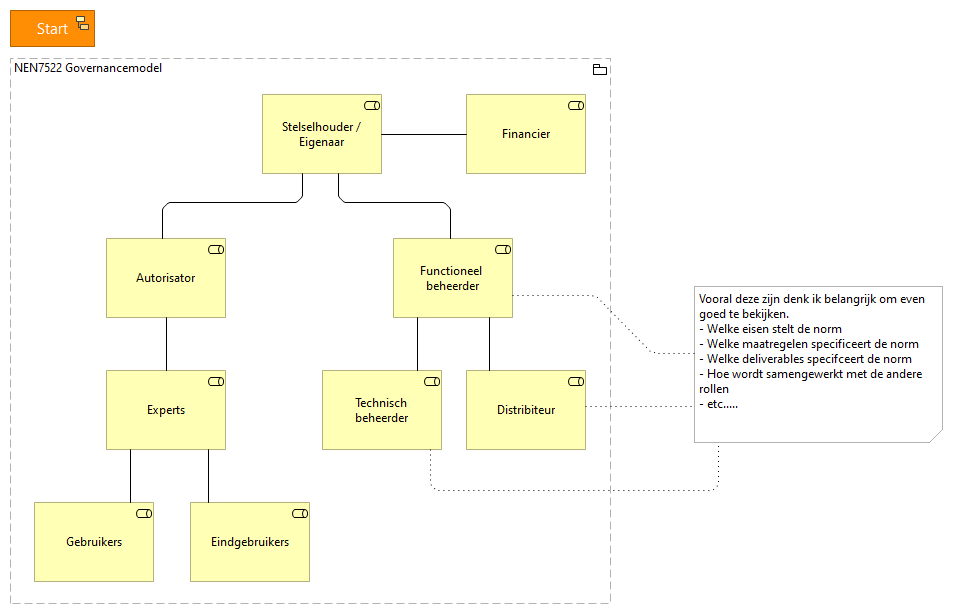 Start
NEN7522 Governancemodel
Stelselhouder /
Eigenaar
Financier
Autorisator
Functioneel
beheerder
Vooral deze zijn denk ik belangrijk om even
goed te bekijken.
- Welke eisen stelt de norm
- Welke maatregelen specificeert de norm
- Welke deliverables specifceert de norm
- Hoe wordt samengewerkt met de andere
rollen
- etc.....
Experts
Technisch
beheerder
Distribiteur
Gebruikers
Eindgebruikers